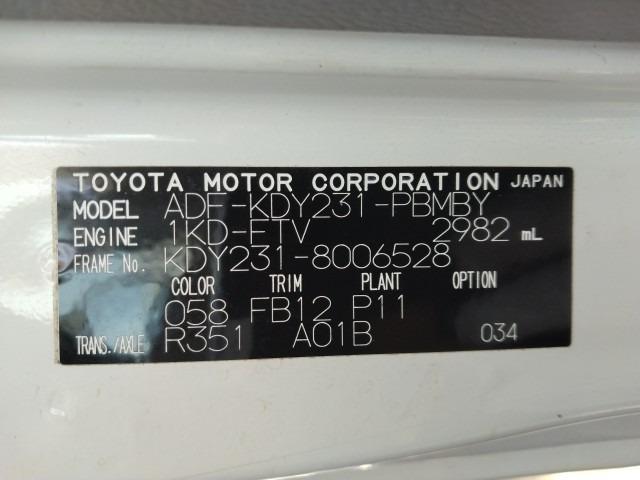 TOYOTA MOTOR CORPORATION JAPAN
MODEL ADF-KDY231-PBMBY
ENGINE 1KD-FTV 2982 mL
FRAME No. KDY231-8006528
COLOR TRIM PLANT OPTION
058 FB12 P11
TRANS./AXLE R351 A01B 034